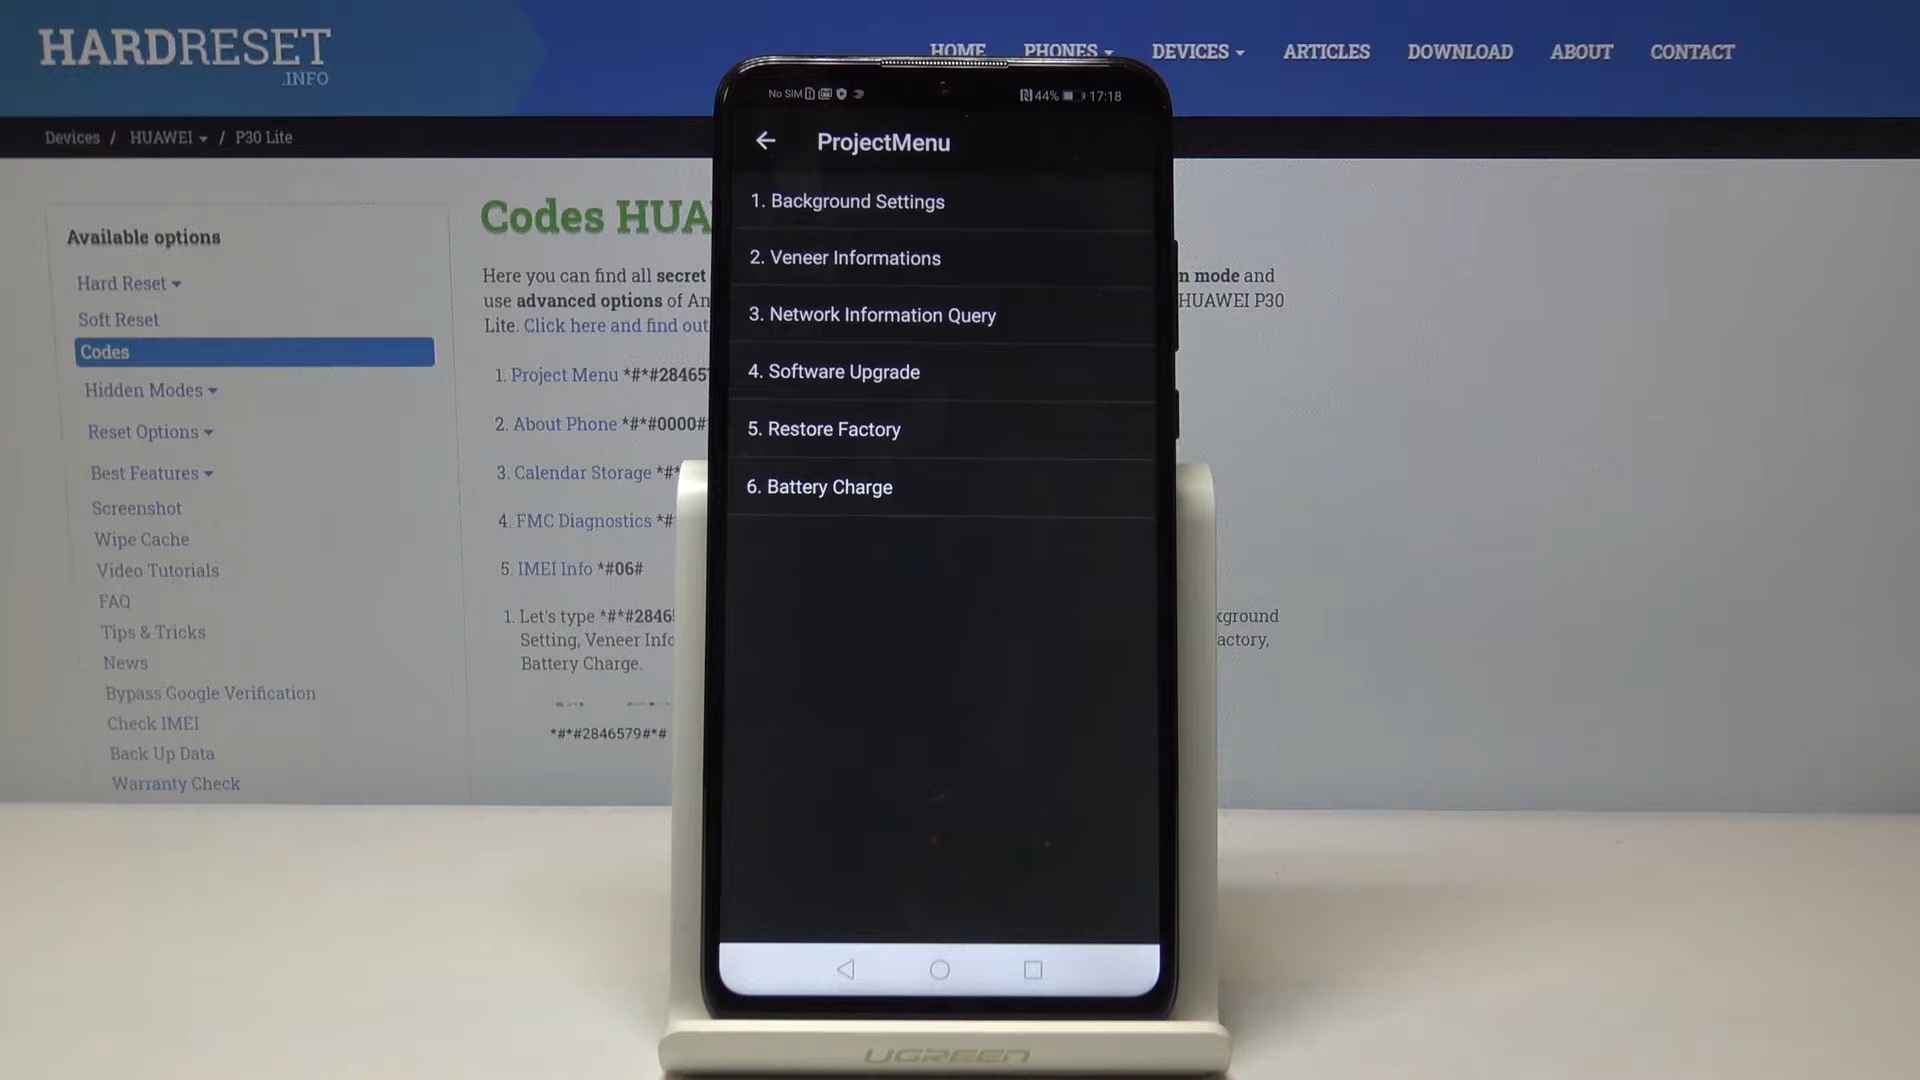 HARDRESET
.INFO
HOME PHONES DEVICES ARTICLES DOWNLOAD ABOUT CONTACT
Devices / HUAWEI / P30 Lite
Available options
Hard Reset
Soft Reset
Codes
Hidden Modes
Reset Options
Best Features
Screenshot
Wipe Cache
Video Tutorials
FAQ
Tips & Tricks
News
Bypass Google Verification
Check IMEI
Back Up Data
Warranty Check
Codes HUA
Here you can find all secret
n mode and
use advanced options of An
HUAWEI P30
Lite. Click here and find out
1. Project Menu *#*#28465
2. About Phone *#*#0000#
3. Calendar Storage *#*
4. FMC Diagnostics *#
5. IMEI Info *#06#
1. Let's type *#*#2846
kground
Setting, Veneer Info
actory,
Battery Charge.
*#*#2846579#*#
No SIM 44% 17:18
ProjectMenu
1. Background Settings
2. Veneer Informations
3. Network Information Query
4. Software Upgrade
5. Restore Factory
6. Battery Charge
UGREEN